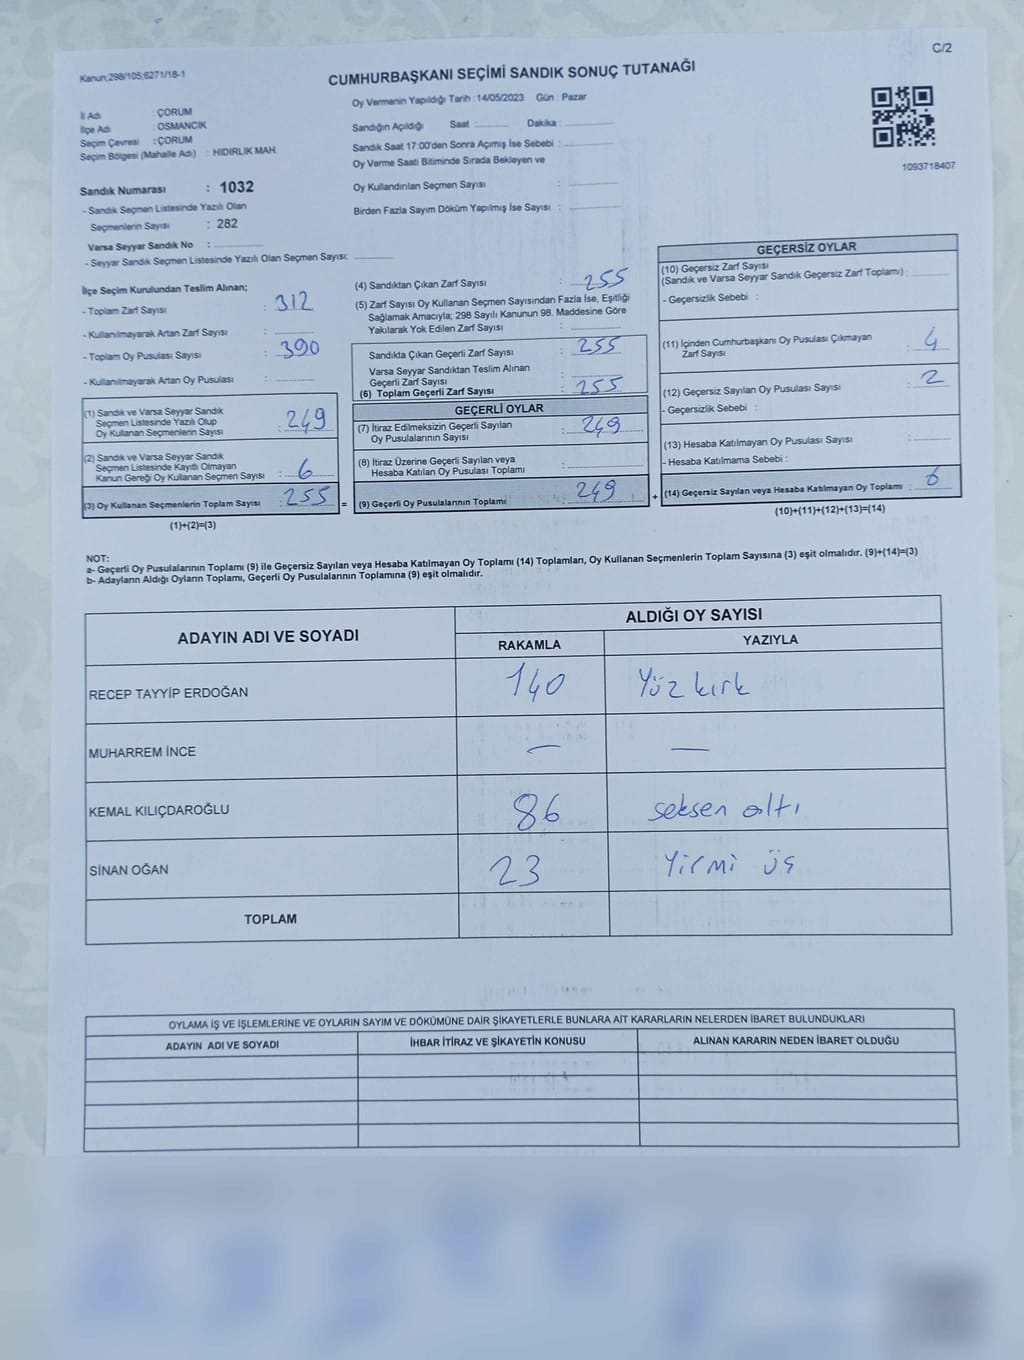 Kanun;298/105;6271/18-1
C/2
CUMHURBAŞKANI SEÇİMİ SANDIK SONUÇ TUTANAĞI
İl Adı : ÇORUM
İlçe Adı : OSMANCIK
Seçim Çevresi : ÇORUM
Seçim Bölgesi (Mahalle Adı) : HIDIRLIK MAH.
Sandık Numarası : 1032
- Sandık Seçmen Listesinde Yazılı Olan
Seçmenlerin Sayısı : 282
Varsa Seyyar Sandık No :
- Seyyar Sandık Seçmen Listesinde Yazılı Olan Seçmen Sayısı:
Oy Vermenin Yapıldığı Tarih : 14/05/2023 Gün : Pazar
Sandığın Açıldığı Saat : Dakika :
Sandık Saat 17:00'den Sonra Açımış İse Sebebi :
Oy Verme Saati Bitiminde Sırada Bekleyen ve
Oy Kullandırılan Seçmen Sayısı :
Birden Fazla Sayım Döküm Yapılmış İse Sayısı :
1093718407
İlçe Seçim Kurulundan Teslim Alınan;
- Toplam Zarf Sayısı : 312
- Kullanılmayarak Artan Zarf Sayısı :
- Toplam Oy Pusulası Sayısı : 390
- Kullanılmayarak Artan Oy Pusulası :
(1) Sandık ve Varsa Seyyar Sandık
Seçmen Listesinde Yazılı Olup
Oy Kullanan Seçmenlerin Sayısı : 249
(2) Sandık ve Varsa Seyyar Sandık
Seçmen Listesinde Kayıtlı Olmayan
Kanun Gereği Oy Kullanan Seçmen Sayısı : 6
(3) Oy Kullanan Seçmenlerin Toplam Sayısı : 255 =
(1)+(2)=(3)
(4) Sandıktan Çıkan Zarf Sayısı : 255
(5) Zarf Sayısı Oy Kullanan Seçmen Sayısından Fazla İse, Eşitliği
Sağlamak Amacıyla; 298 Sayılı Kanunun 98. Maddesine Göre
Yakılarak Yok Edilen Zarf Sayısı :
Sandıkta Çıkan Geçerli Zarf Sayısı : 255
Varsa Seyyar Sandıktan Teslim Alınan
Geçerli Zarf Sayısı :
(6) Toplam Geçerli Zarf Sayısı : 255
GEÇERLİ OYLAR
(7) İtiraz Edilmeksizin Geçerli Sayılan
Oy Pusulalarının Sayısı : 249
(8) İtiraz Üzerine Geçerli Sayılan veya
Hesaba Katılan Oy Pusulası Toplamı :
(9) Geçerli Oy Pusulalarının Toplamı : 249 +
GEÇERSİZ OYLAR
(10) Geçersiz Zarf Sayısı
(Sandık ve Varsa Seyyar Sandık Geçersiz Zarf Toplamı) :
- Geçersizlik Sebebi :
(11) İçinden Cumhurbaşkanı Oy Pusulası Çıkmayan
Zarf Sayısı : 4
(12) Geçersiz Sayılan Oy Pusulası Sayısı : 2
- Geçersizlik Sebebi :
(13) Hesaba Katılmayan Oy Pusulası Sayısı :
- Hesaba Katılmama Sebebi :
(14) Geçersiz Sayılan veya Hesaba Katılmayan Oy Toplamı : 6
(10)+(11)+(12)+(13)=(14)
NOT:
a- Geçerli Oy Pusulalarının Toplamı (9) ile Geçersiz Sayılan veya Hesaba Katılmayan Oy Toplamı (14) Toplamları, Oy Kullanan Seçmenlerin Toplam Sayısına (3) eşit olmalıdır. (9)+(14)=(3)
b- Adayların Aldığı Oyların Toplamı, Geçerli Oy Pusulalarının Toplamına (9) eşit olmalıdır.
ADAYIN ADI VE SOYADI
ALDIĞI OY SAYISI
RAKAMLA YAZIYLA
RECEP TAYYİP ERDOĞAN 140 Yüz kırk
MUHARREM İNCE — —
KEMAL KILIÇDAROĞLU 86 seksen altı
SİNAN OĞAN 23 Yirmi üç
TOPLAM
OYLAMA İŞ VE İŞLEMLERİNE VE OYLARIN SAYIM VE DÖKÜMÜNE DAİR ŞİKAYETLERLE BUNLARA AİT KARARLARIN NELERDEN İBARET BULUNDUKLARI
ADAYIN ADI VE SOYADI İHBAR İTİRAZ VE ŞİKAYETİN KONUSU ALINAN KARARIN NEDEN İBARET OLDUĞU